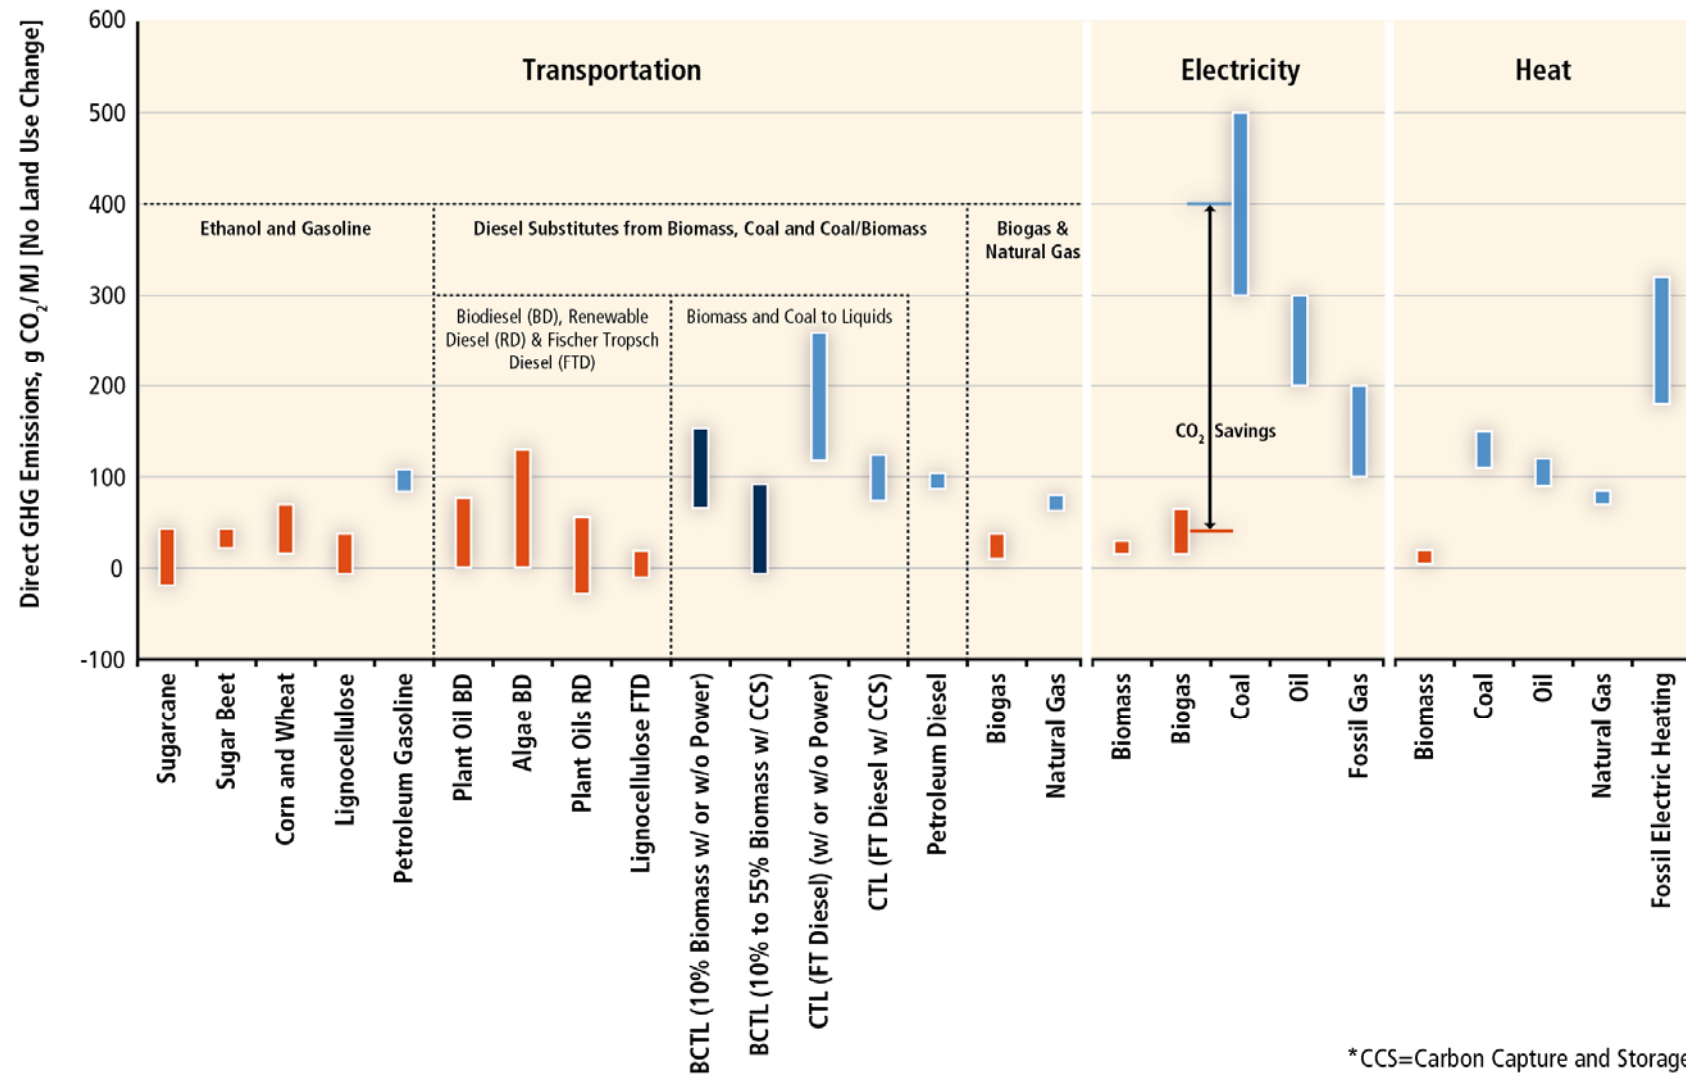 Direct GHG Emissions, g CO2/MJ [No Land Use Change]
600
500
400
300
200
100
0
-100
Transportation
Electricity
Heat
Ethanol and Gasoline
Diesel Substitutes from Biomass, Coal and Coal/Biomass
Biogas &
Natural Gas
Biodiesel (BD), Renewable
Diesel (RD) & Fischer Tropsch
Diesel (FTD)
Biomass and Coal to Liquids
CO2 Savings
Sugarcane
Sugar Beet
Corn and Wheat
Lignocellulose
Petroleum Gasoline
Plant Oil BD
Algae BD
Plant Oils RD
Lignocellulose FTD
BCTL (10% Biomass w/ or w/o Power)
BCTL (10% to 55% Biomass w/ CCS)
CTL (FT Diesel) (w/ or w/o Power)
CTL (FT Diesel w/ CCS)
Petroleum Diesel
Biogas
Natural Gas
Biomass
Biogas
Coal
Oil
Fossil Gas
Biomass
Coal
Oil
Natural Gas
Fossil Electric Heating
*CCS=Carbon Capture and Storage